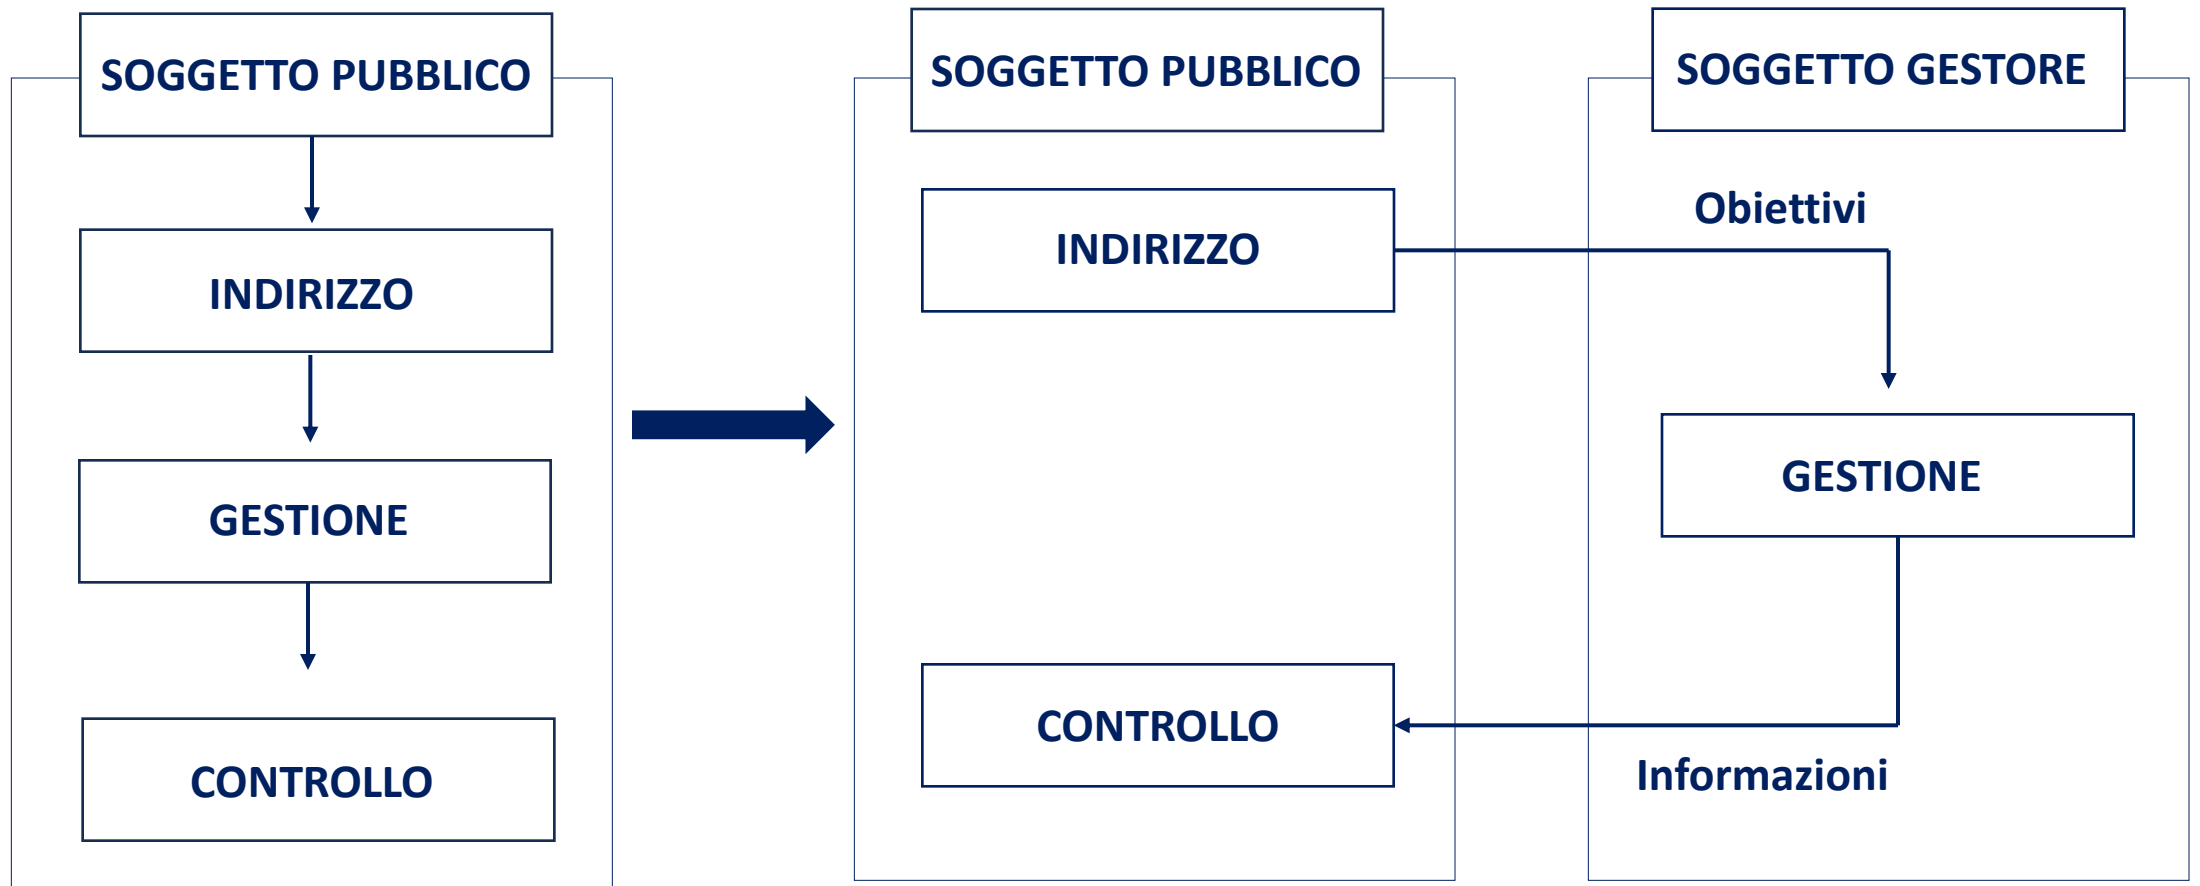 SOGGETTO PUBBLICO
INDIRIZZO
GESTIONE
CONTROLLO
SOGGETTO PUBBLICO
INDIRIZZO
CONTROLLO
SOGGETTO GESTORE
Obiettivi
GESTIONE
Informazioni